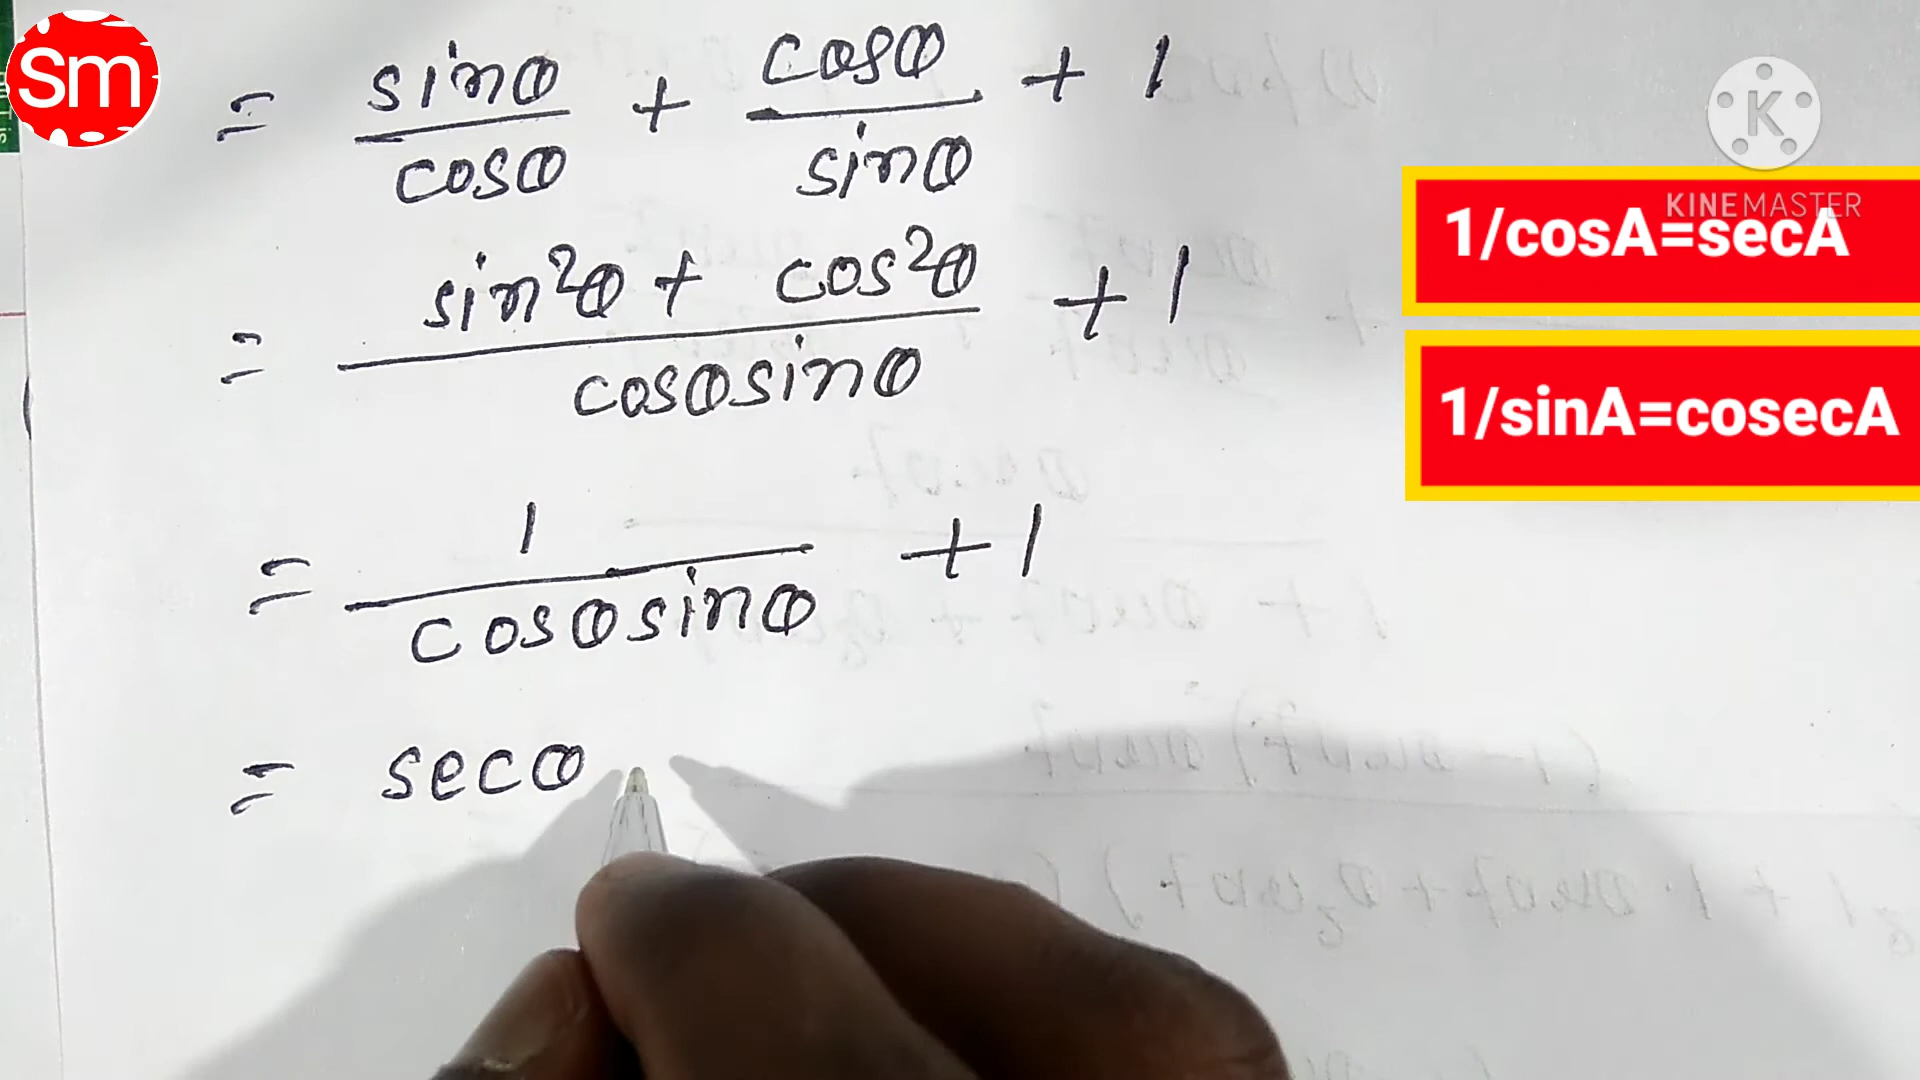 Sm
= sinθ/cosθ + cosθ/sinθ + 1
= sin²θ + cos²θ/cosθsinθ + 1
= 1/cosθsinθ + 1
= secθ
KINEMASTER
1/cosA=secA
1/sinA=cosecA